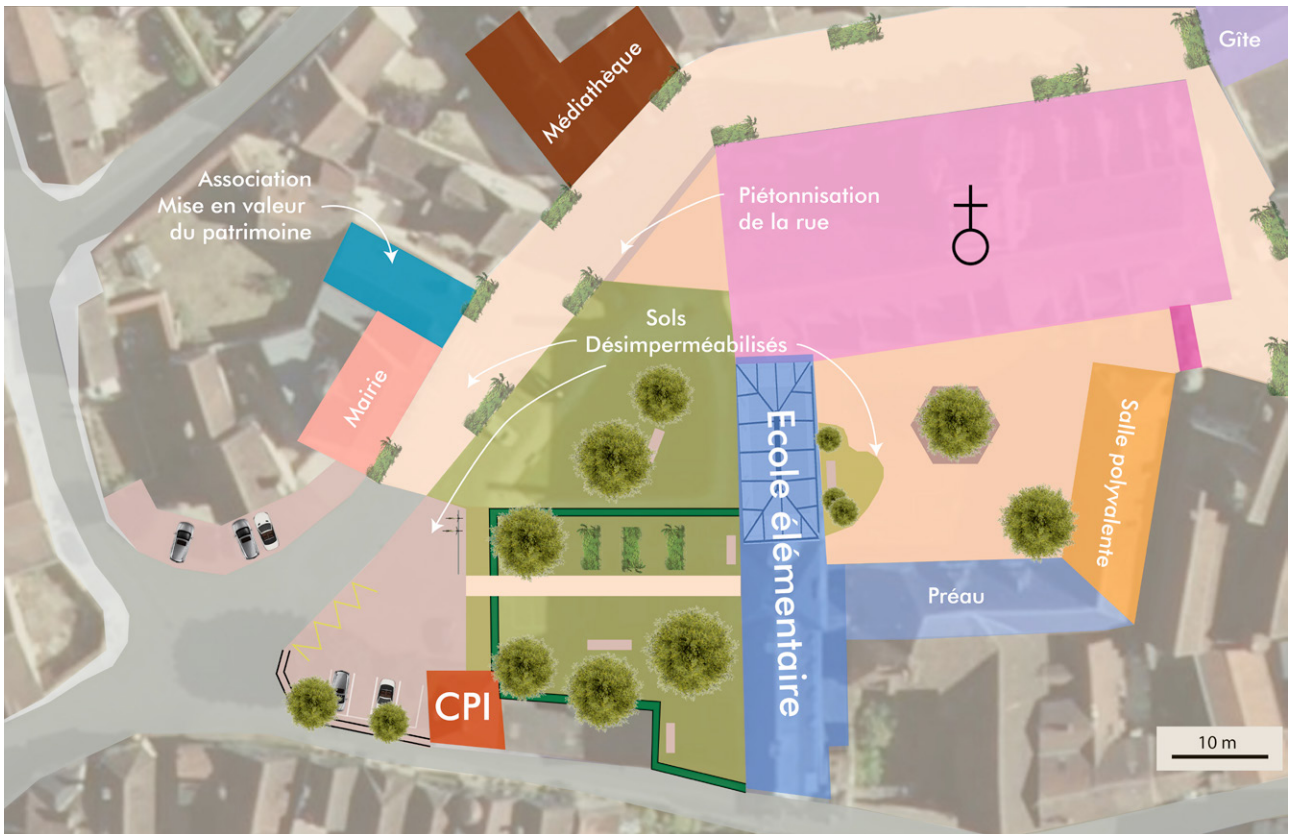 Gîte
Médiathèque
Association
Mise en valeur
du patrimoine
Piétonnisation
de la rue
Sols
Désimperméabilisés
Mairie
Ecole élémentaire
Salle polyvalente
Préau
CPI
10 m